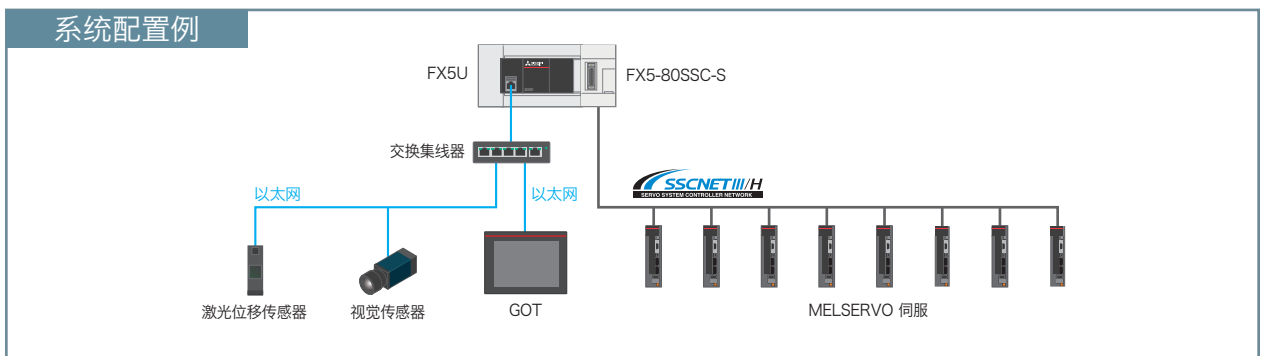 系统配置例
FX5U
FX5-80SSC-S
交换集线器
以太网
以太网
SSCNETIII/H
SERVO SYSTEM CONTROLLER NETWORK
激光位移传感器
视觉传感器
GOT
MELSERVO 伺服